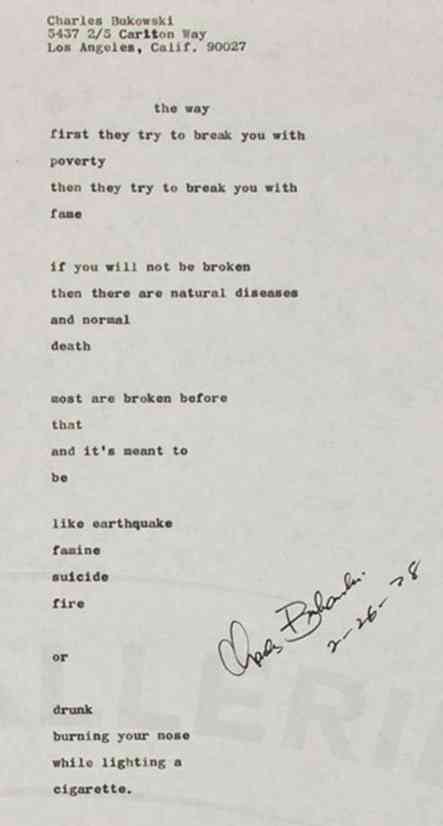 Charles Bukowski
5437 2/5 Carlton Way
Los Angeles, Calif. 90027
the way
first they try to break you with
poverty
then they try to break you with
fame
if you will not be broken
then there are natural diseases
and normal
death
most are broken before
that
and it's meant to
be
like earthquake
famine
suicide
fire
or
drunk
burning your nose
while lighting a
cigarette.
Charles Bukowski
2-26-78